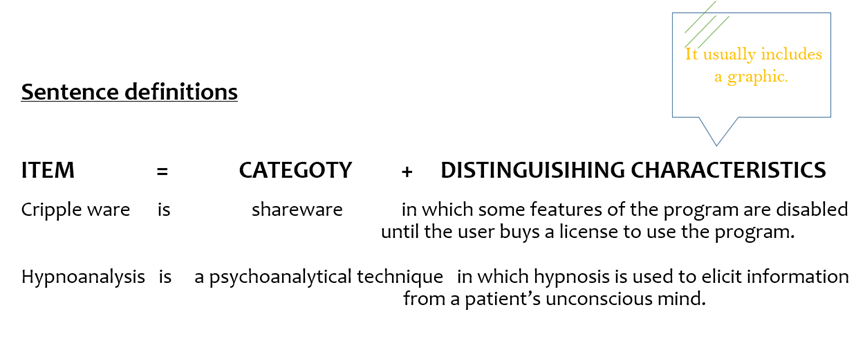 It usually includes
a graphic.
Sentence definitions
ITEM = CATEGOTY + DISTINGUISIHING CHARACTERISTICS
Cripple ware is shareware in which some features of the program are disabled
until the user buys a license to use the program.
Hypnoanalysis is a psychoanalytical technique in which hypnosis is used to elicit information
from a patient’s unconscious mind.